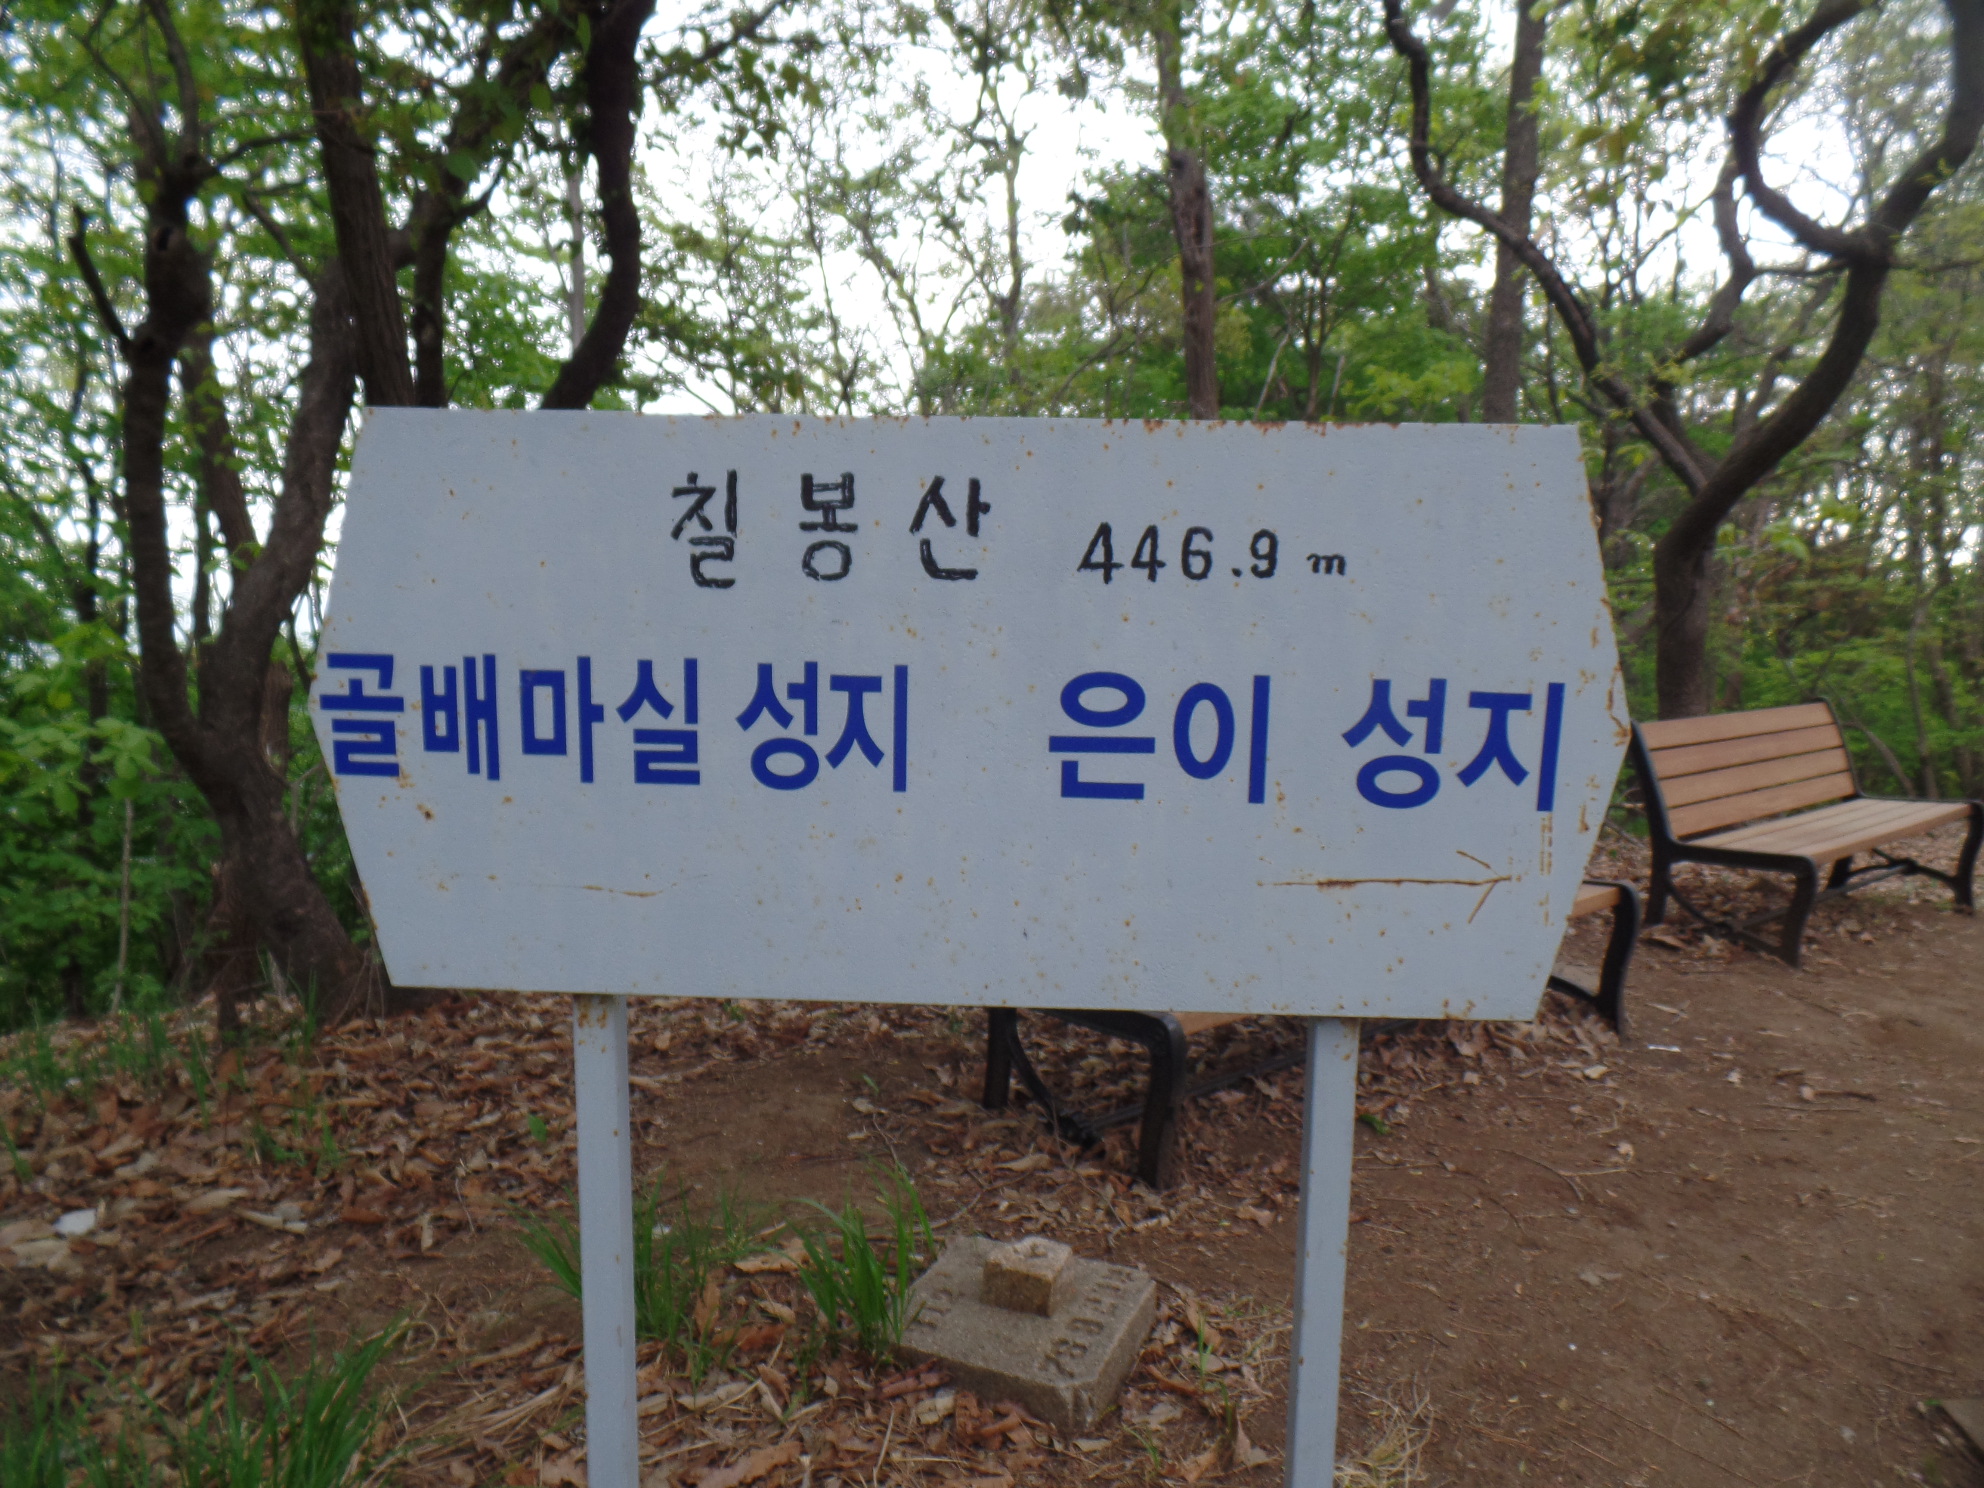 칠봉산 446.9m
골배마실 성지 은이 성지